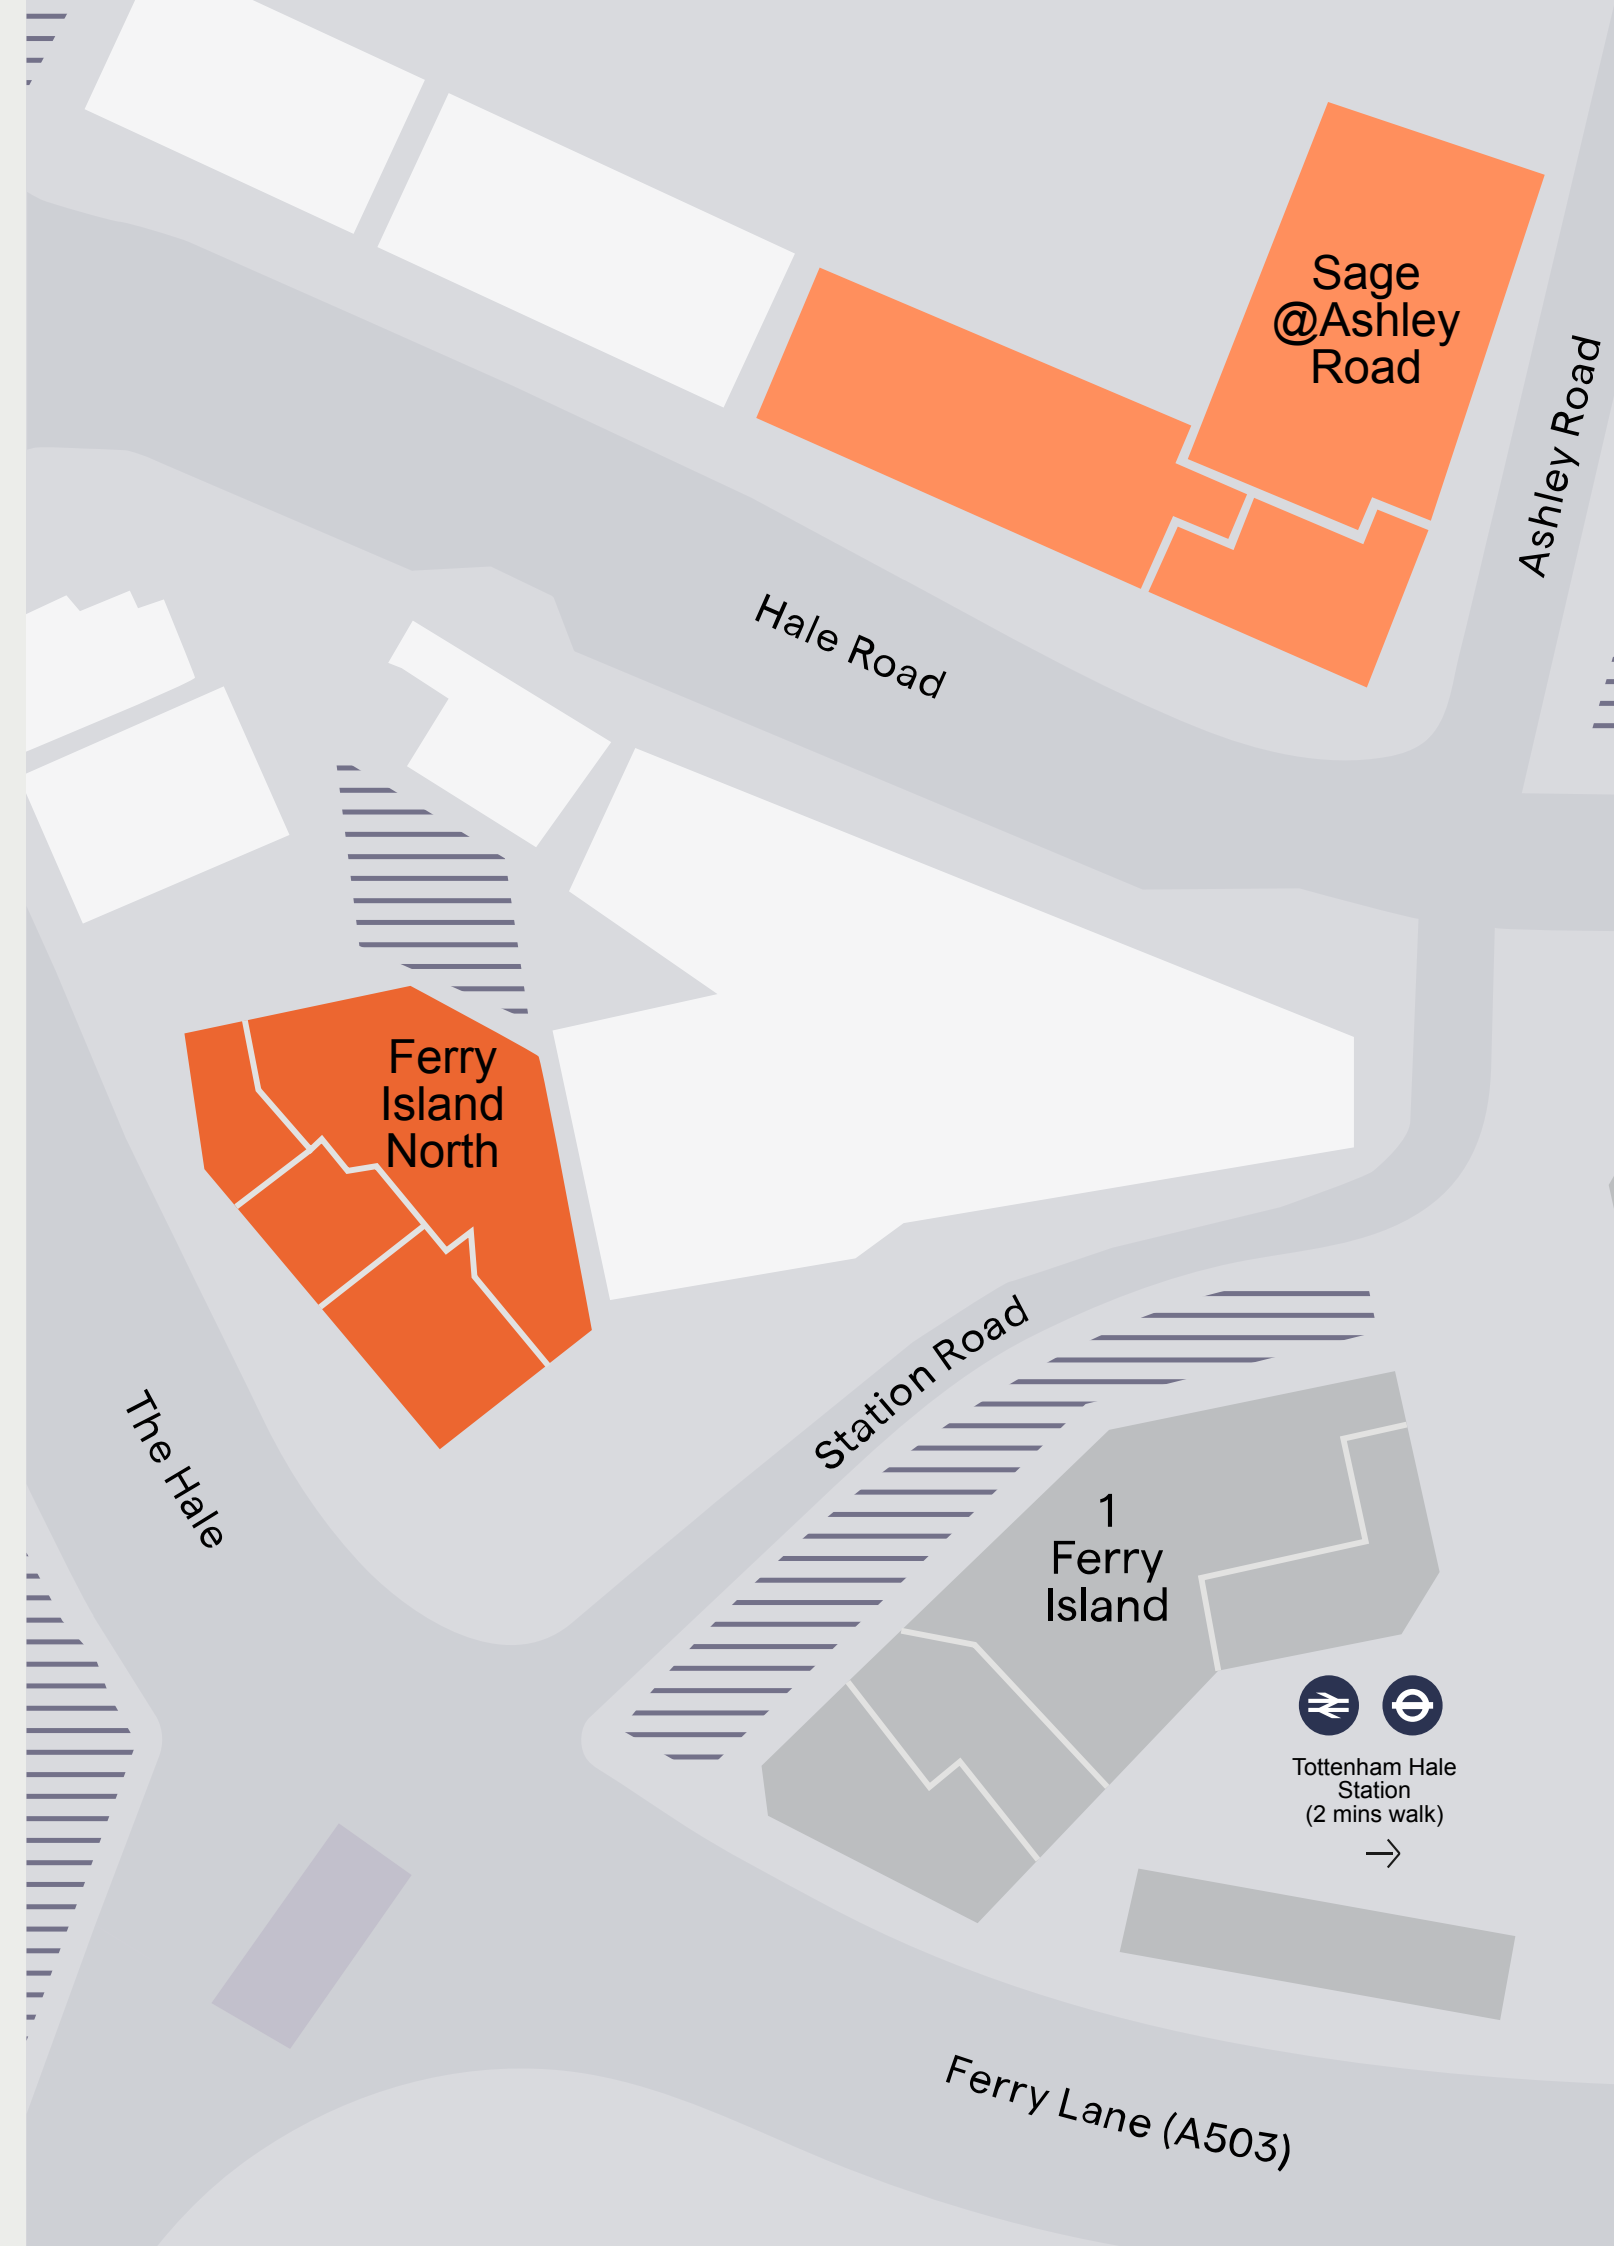 Sage
@Ashley
Road
Ashley Road
Hale Road
Ferry
Island
North
Station Road
The Hale
1
Ferry
Island
Tottenham Hale
Station
(2 mins walk)
Ferry Lane (A503)